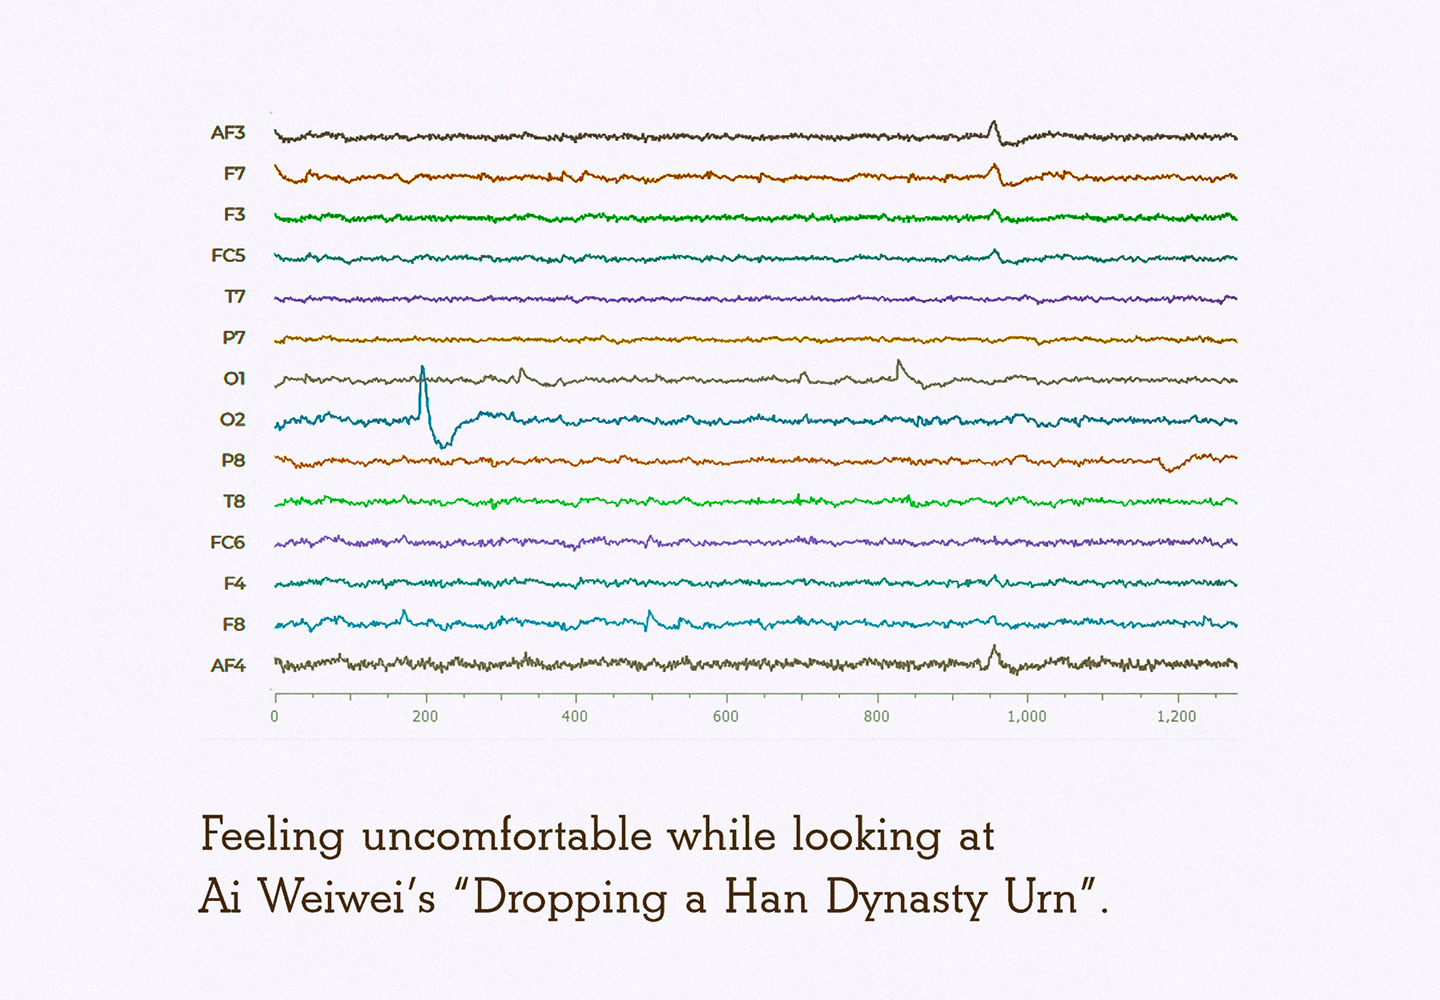 AF3
F7
F3
FC5
T7
P7
O1
O2
P8
T8
FC6
F4
F8
AF4
0 200 400 600 800 1,000 1,200
Feeling uncomfortable while looking at
Ai Weiwei’s “Dropping a Han Dynasty Urn”.